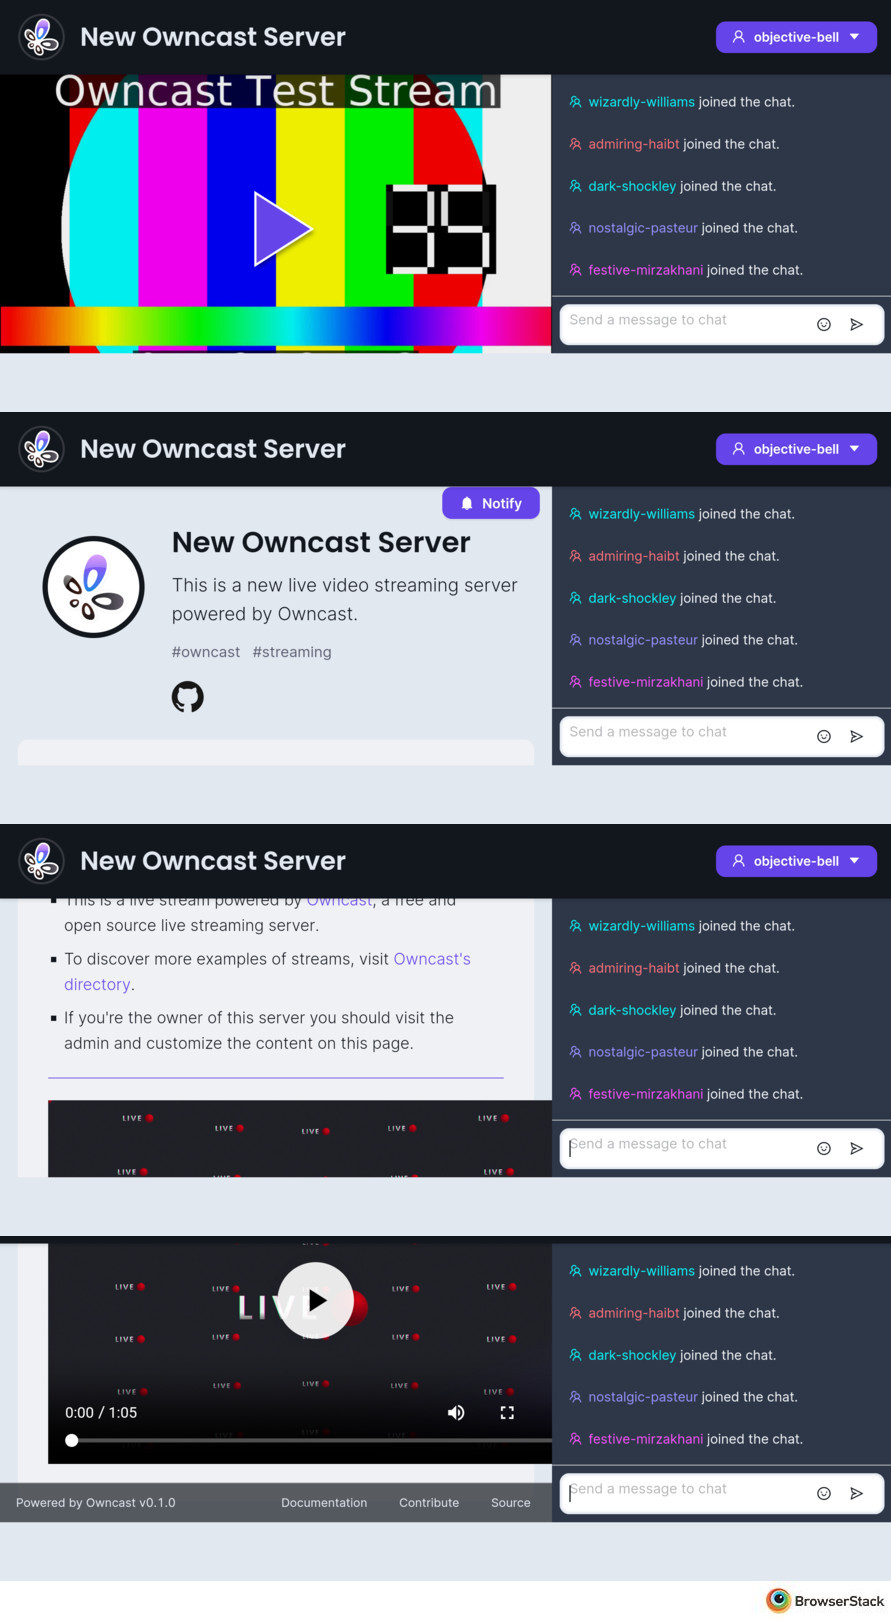 New Owncast Server
objective-bell
Owncast Test Stream
35
wizardly-williams joined the chat.
admiring-haibt joined the chat.
dark-shockley joined the chat.
nostalgic-pasteur joined the chat.
festive-mirzakhani joined the chat.
Send a message to chat
New Owncast Server
objective-bell
Notify
New Owncast Server
This is a new live video streaming server
powered by Owncast.
#owncast #streaming
wizardly-williams joined the chat.
admiring-haibt joined the chat.
dark-shockley joined the chat.
nostalgic-pasteur joined the chat.
festive-mirzakhani joined the chat.
Send a message to chat
New Owncast Server
objective-bell
This is a live stream powered by Owncast, a free and
open source live streaming server.
To discover more examples of streams, visit Owncast's
directory.
If you're the owner of this server you should visit the
admin and customize the content on this page.
LIVE LIVE LIVE LIVE LIVE
LIVE LIVE LIVE LIVE LIVE
wizardly-williams joined the chat.
admiring-haibt joined the chat.
dark-shockley joined the chat.
nostalgic-pasteur joined the chat.
festive-mirzakhani joined the chat.
Send a message to chat
LIVE LIVE LIVE LIVE
LIVE
LIVE LIVE LIVE LIVE LIVE
LIVE LIVE LIVE LIVE LIVE
0:00 / 1:05
wizardly-williams joined the chat.
admiring-haibt joined the chat.
dark-shockley joined the chat.
nostalgic-pasteur joined the chat.
festive-mirzakhani joined the chat.
Send a message to chat
Powered by Owncast v0.1.0
Documentation
Contribute
Source
BrowserStack